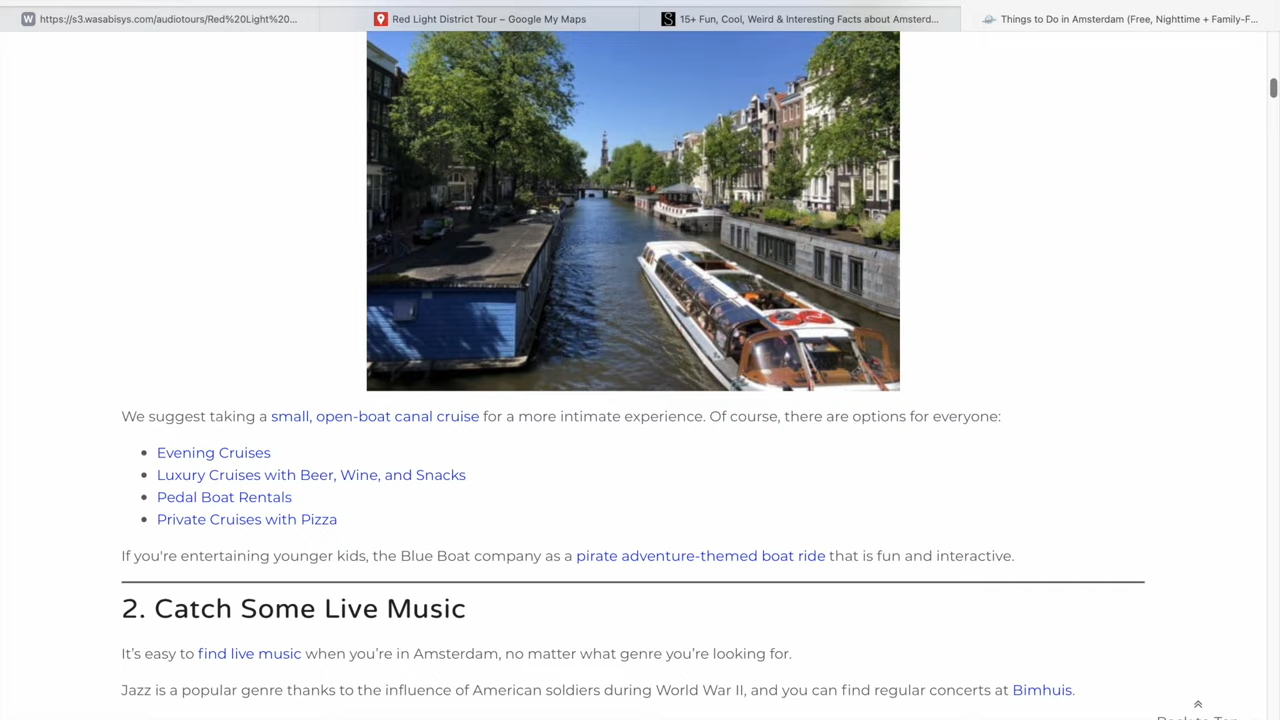 https://s3.wasabisys.com/audiotours/Red%20Light%20...
Red Light District Tour – Google My Maps
15+ Fun, Cool, Weird & Interesting Facts about Amsterd...
Things to Do in Amsterdam (Free, Nighttime + Family-F...
We suggest taking a small, open-boat canal cruise for a more intimate experience. Of course, there are options for everyone:
Evening Cruises
Luxury Cruises with Beer, Wine, and Snacks
Pedal Boat Rentals
Private Cruises with Pizza
If you're entertaining younger kids, the Blue Boat company as a pirate adventure-themed boat ride that is fun and interactive.
2. Catch Some Live Music
It's easy to find live music when you're in Amsterdam, no matter what genre you're looking for.
Jazz is a popular genre thanks to the influence of American soldiers during World War II, and you can find regular concerts at Bimhuis.
Back to Top